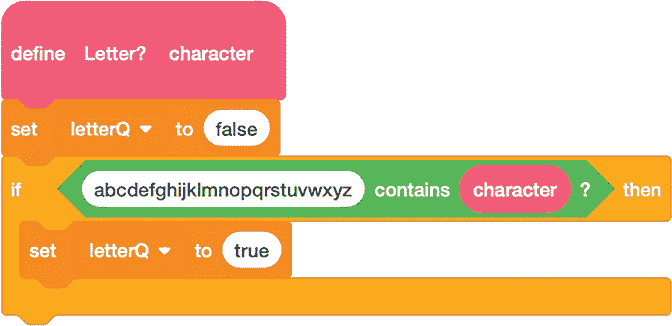 define Letter? character
set letterQ to false
if abcdefghijklmnopqrstuvwxyz contains character ? then
set letterQ to true